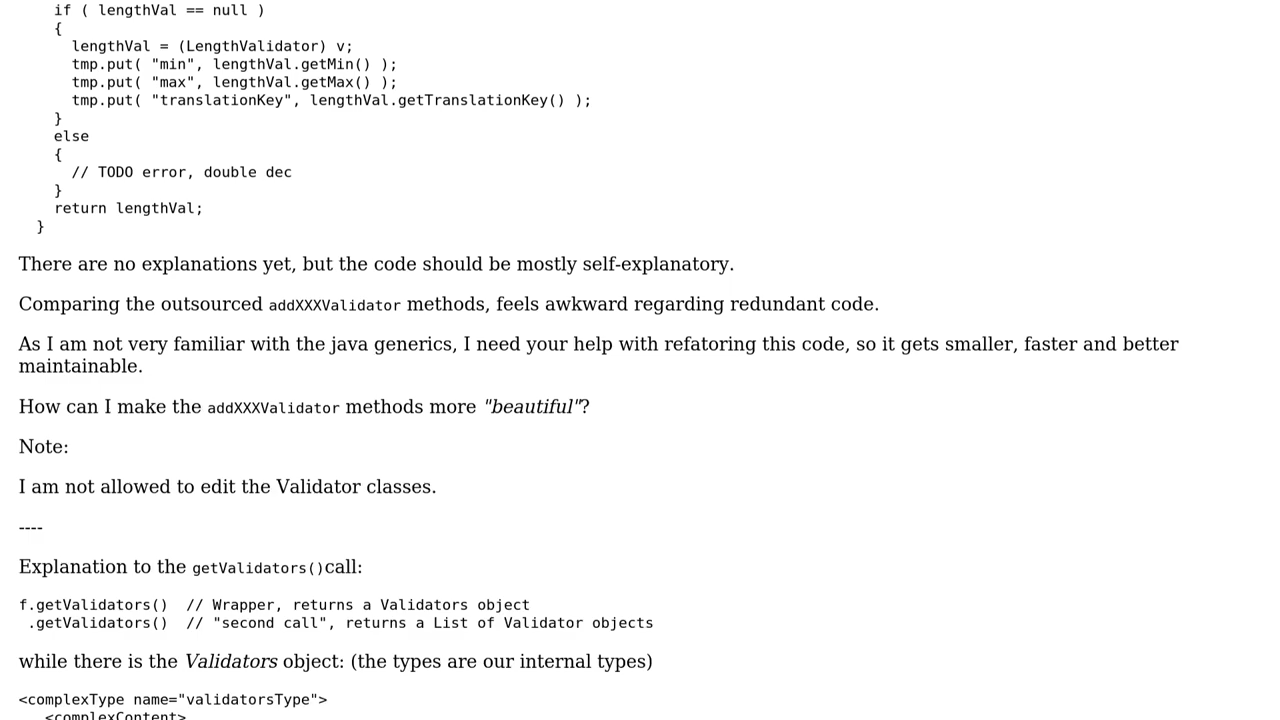 if ( lengthVal == null )
{
lengthVal = (LengthValidator) v;
tmp.put( "min", lengthVal.getMin() );
tmp.put( "max", lengthVal.getMax() );
tmp.put( "translationKey", lengthVal.getTranslationKey() );
}
else
{
// TODO error, double dec
}
return lengthVal;
}
There are no explanations yet, but the code should be mostly self-explanatory.
Comparing the outsourced addXXXValidator methods, feels awkward regarding redundant code.
As I am not very familiar with the java generics, I need your help with refatoring this code, so it gets smaller, faster and better
maintainable.
How can I make the addXXXValidator methods more "beautiful"?
Note:
I am not allowed to edit the Validator classes.
----
Explanation to the getValidators()call:
f.getValidators()  // Wrapper, returns a Validators object
.getValidators()  // "second call", returns a List of Validator objects
while there is the Validators object: (the types are our internal types)
<complexType name="validatorsType">
<complexContent>